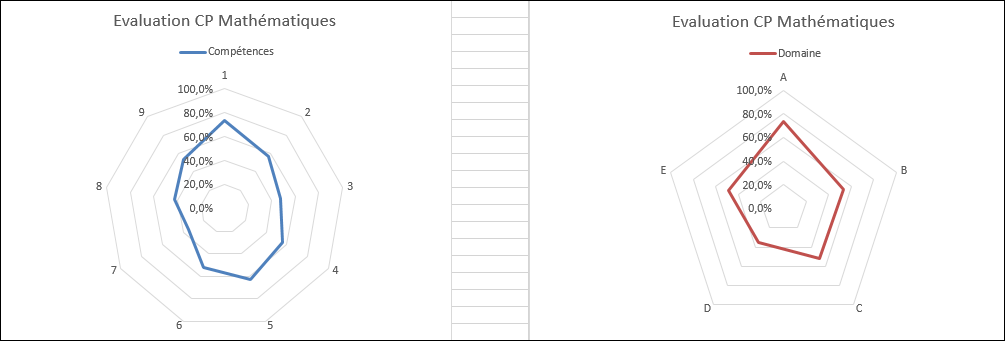 Evaluation CP Mathématiques
Compétences
1
2
3
4
5
6
7
8
9
100,0%
80,0%
60,0%
40,0%
20,0%
0,0%
Evaluation CP Mathématiques
Domaine
A
B
C
D
E
100,0%
80,0%
60,0%
40,0%
20,0%
0,0%